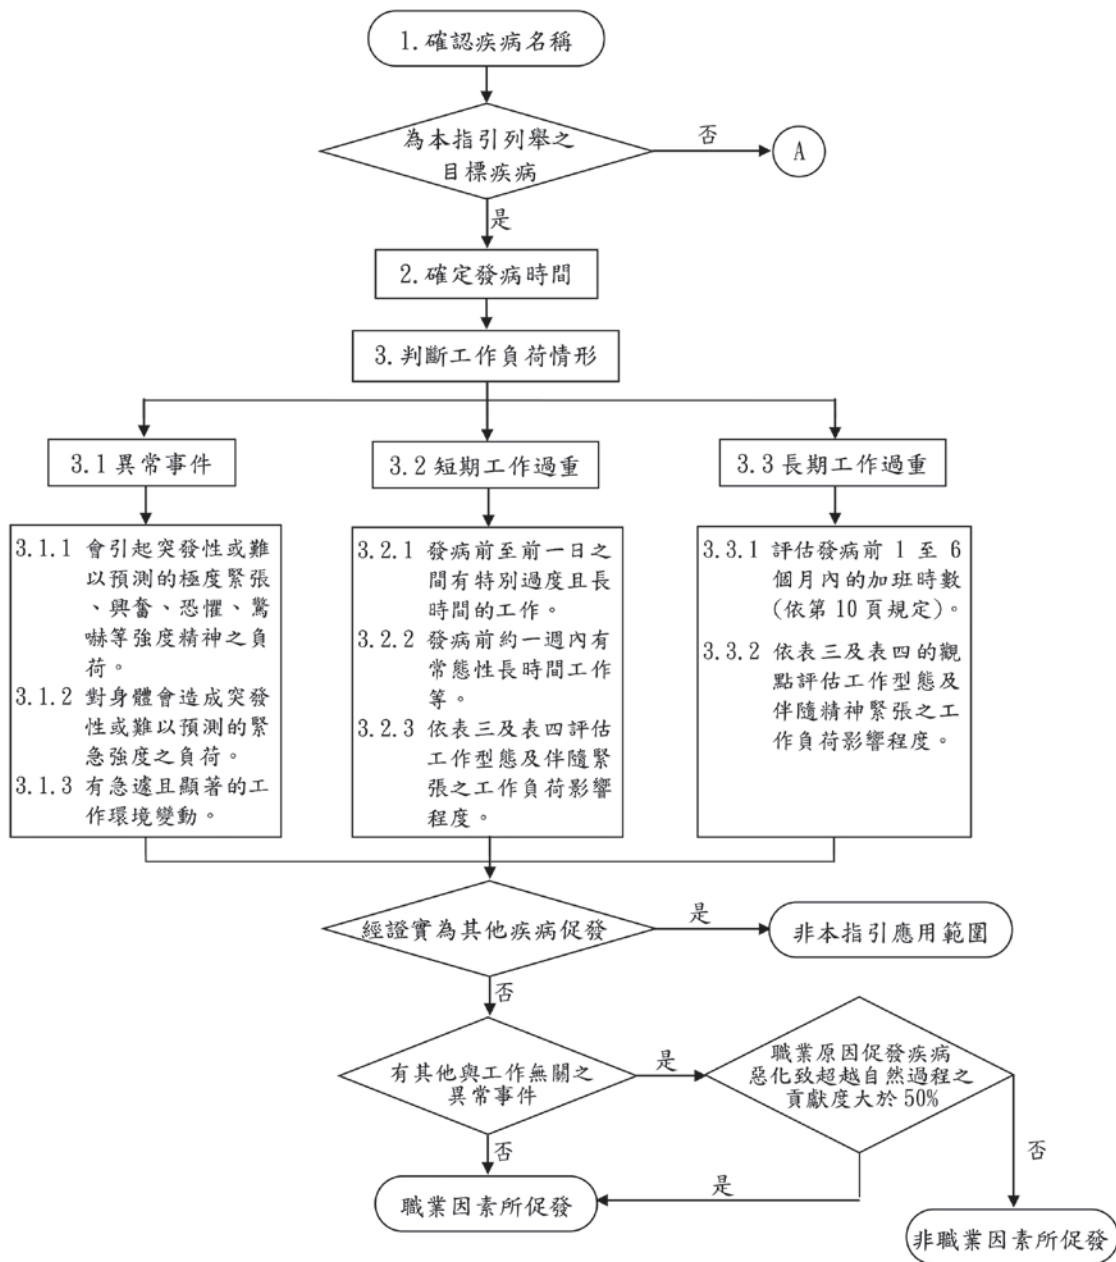 1.確認疾病名稱
為本指引列舉之
目標疾病
否
A
是
2.確定發病時間
3.判斷工作負荷情形
3.1異常事件
3.1.1 會引起突發性或難
以預測的極度緊張
、興奮、恐懼、驚
嚇等強度精神之負
荷。
3.1.2 對身體會造成突發
性或難以預測的緊
急強度之負荷。
3.1.3 有急遽且顯著的工
作環境變動。
3.2短期工作過重
3.2.1 發病前至前一日之
間有特別過度且長
時間的工作。
3.2.2 發病前約一週內有
常態性長時間工作
等。
3.2.3 依表三及表四評估
工作型態及伴隨緊
張之工作負荷影響
程度。
3.3長期工作過重
3.3.1 評估發病前 1 至 6
個月內的加班時數
(依第10頁規定)。
3.3.2 依表三及表四的觀
點評估工作型態及
伴隨精神緊張之工
作負荷影響程度。
經證實為其他疾病促發
是
非本指引應用範圍
否
有其他與工作無關之
異常事件
是
職業原因促發疾病
惡化致超越自然過程之
貢獻度大於50%
否
是
否
職業因素所促發
非職業因素所促發